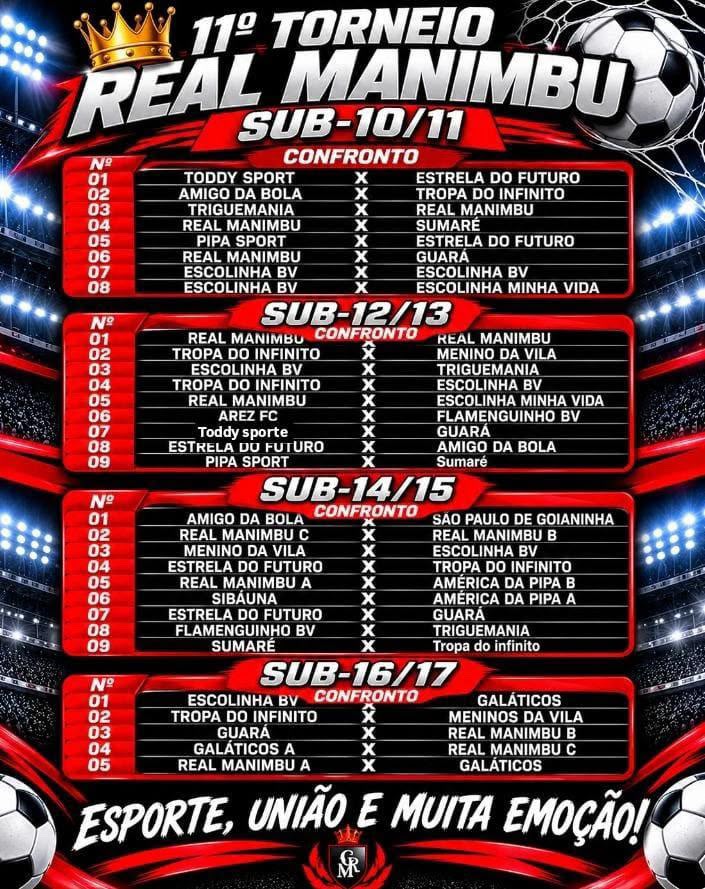 11º TORNEIO
REAL MANIMBU
SUB-10/11
CONFRONTO
Nº
01 TODDY SPORT X ESTRELA DO FUTURO
02 AMIGO DA BOLA X TROPA DO INFINITO
03 TRIGUEMANIA X REAL MANIMBU
04 REAL MANIMBU X SUMARÉ
05 PIPA SPORT X ESTRELA DO FUTURO
06 REAL MANIMBU X GUARÁ
07 ESCOLINHA BV X ESCOLINHA BV
08 ESCOLINHA BV X ESCOLINHA MINHA VIDA
SUB-12/13
Nº CONFRONTO
01 REAL MANIMBU X REAL MANIMBU
02 TROPA DO INFINITO X MENINO DA VILA
03 ESCOLINHA BV X TRIGUEMANIA
04 TROPA DO INFINITO X ESCOLINHA BV
05 REAL MANIMBU X ESCOLINHA MINHA VIDA
06 AREZ FC X FLAMENGUINHO BV
07 Toddy sporte X GUARÁ
08 ESTRELA DO FUTURO X AMIGO DA BOLA
09 PIPA SPORT X Sumaré
SUB-14/15
Nº CONFRONTO
01 AMIGO DA BOLA X SÃO PAULO DE GOIANINHA
02 REAL MANIMBU C X REAL MANIMBU B
03 MENINO DA VILA X ESCOLINHA BV
04 ESTRELA DO FUTURO X TROPA DO INFINITO
05 REAL MANIMBU A X AMÉRICA DA PIPA B
06 SIBÁUNA X AMÉRICA DA PIPA A
07 ESTRELA DO FUTURO X GUARÁ
08 FLAMENGUINHO BV X TRIGUEMANIA
09 SUMARÉ X Tropa do infinito
SUB-16/17
Nº CONFRONTO
01 ESCOLINHA BV X GALÁTICOS
02 TROPA DO INFINITO X MENINOS DA VILA
03 GUARÁ X REAL MANIMBU B
04 GALÁTICOS A X REAL MANIMBU C
05 REAL MANIMBU A X GALÁTICOS
ESPORTE, UNIÃO E MUITA EMOÇÃO!